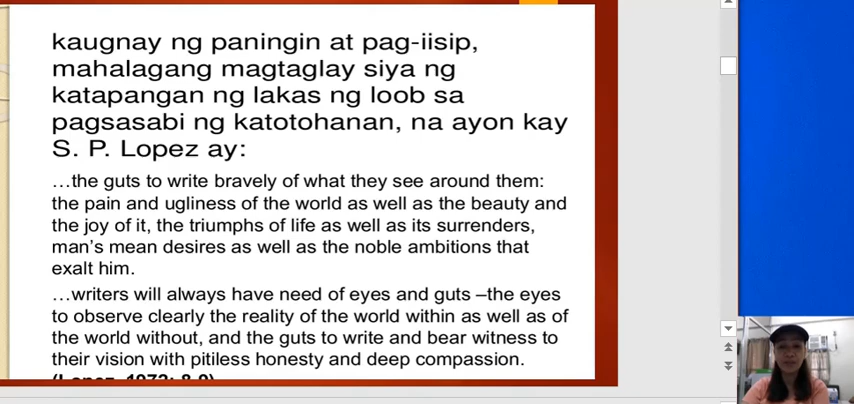 kaugnay ng paningin at pag-iisip,
mahalagang magtaglay siya ng
katapangan ng lakas ng loob sa
pagsasabi ng katotohanan, na ayon kay
S. P. Lopez ay:
…the guts to write bravely of what they see around them:
the pain and ugliness of the world as well as the beauty and
the joy of it, the triumphs of life as well as its surrenders,
man’s mean desires as well as the noble ambitions that
exalt him.
…writers will always have need of eyes and guts –the eyes
to observe clearly the reality of the world within as well as of
the world without, and the guts to write and bear witness to
their vision with pitiless honesty and deep compassion.